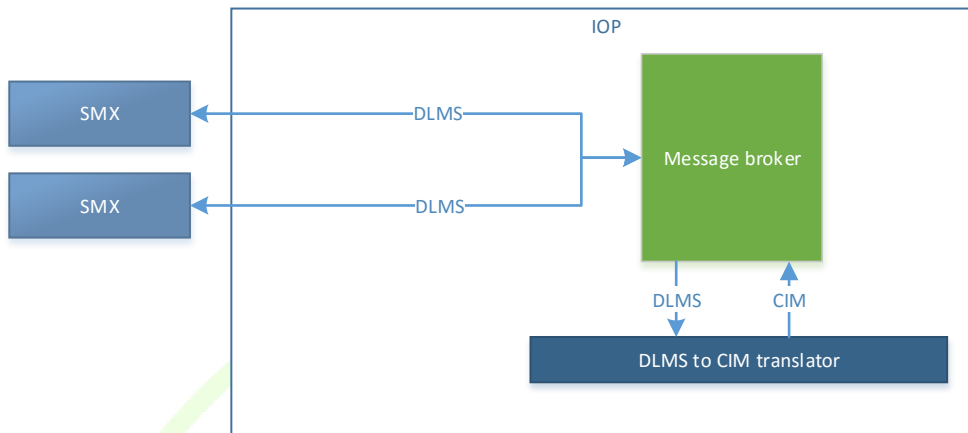 IOP
SMX
DLMS
Message broker
SMX
DLMS
DLMS
CIM
DLMS to CIM translator